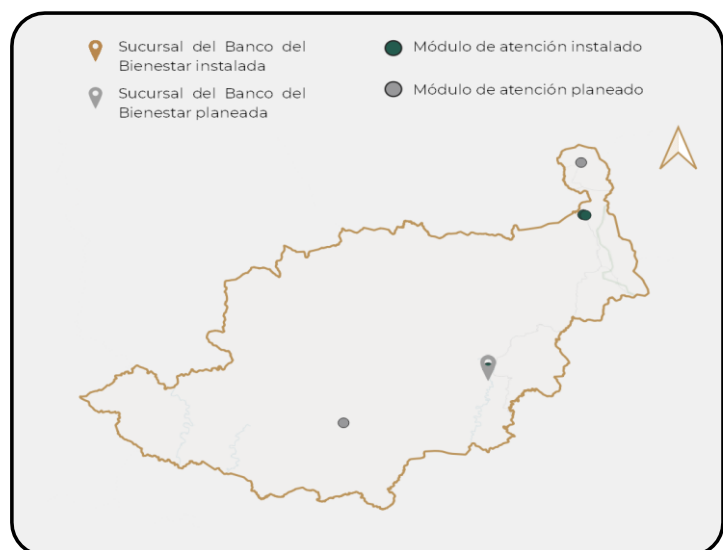 Sucursal del Banco del
Bienestar instalada
Sucursal del Banco del
Bienestar planeada
Módulo de atención instalado
Módulo de atención planeado